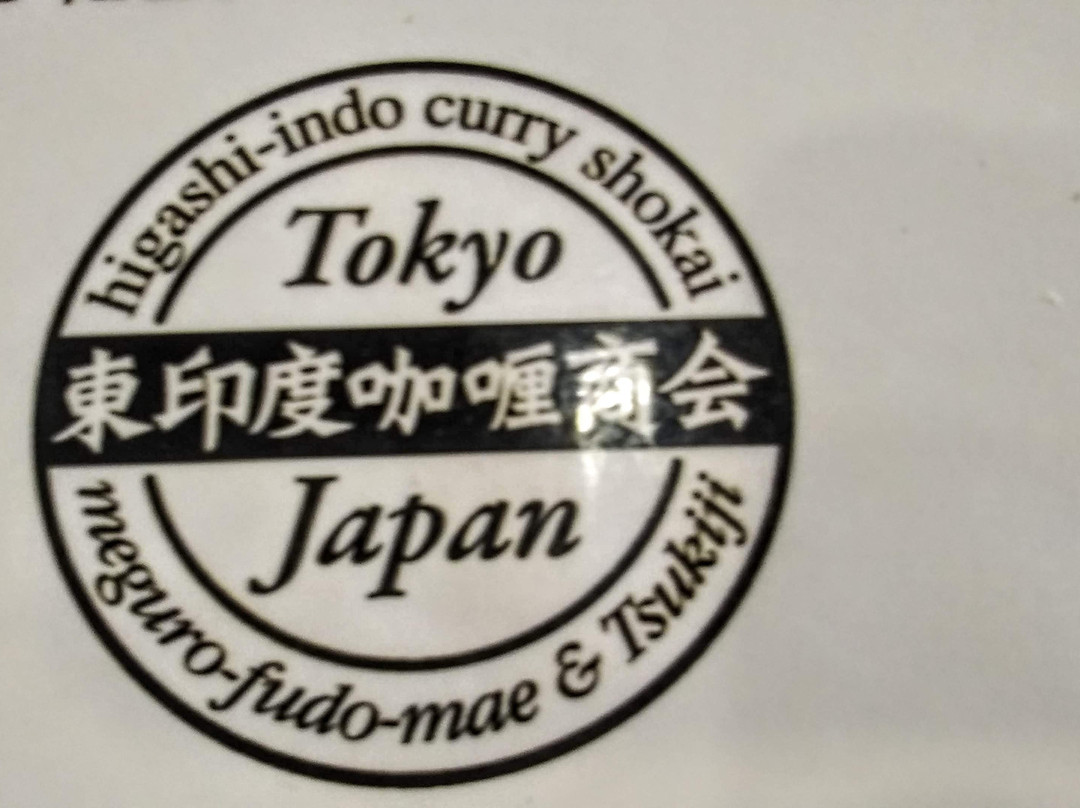 higashi-indo curry shokai
Tokyo
東印度咖喱商会
Japan
meguro-fudo-mae & Tsukiji